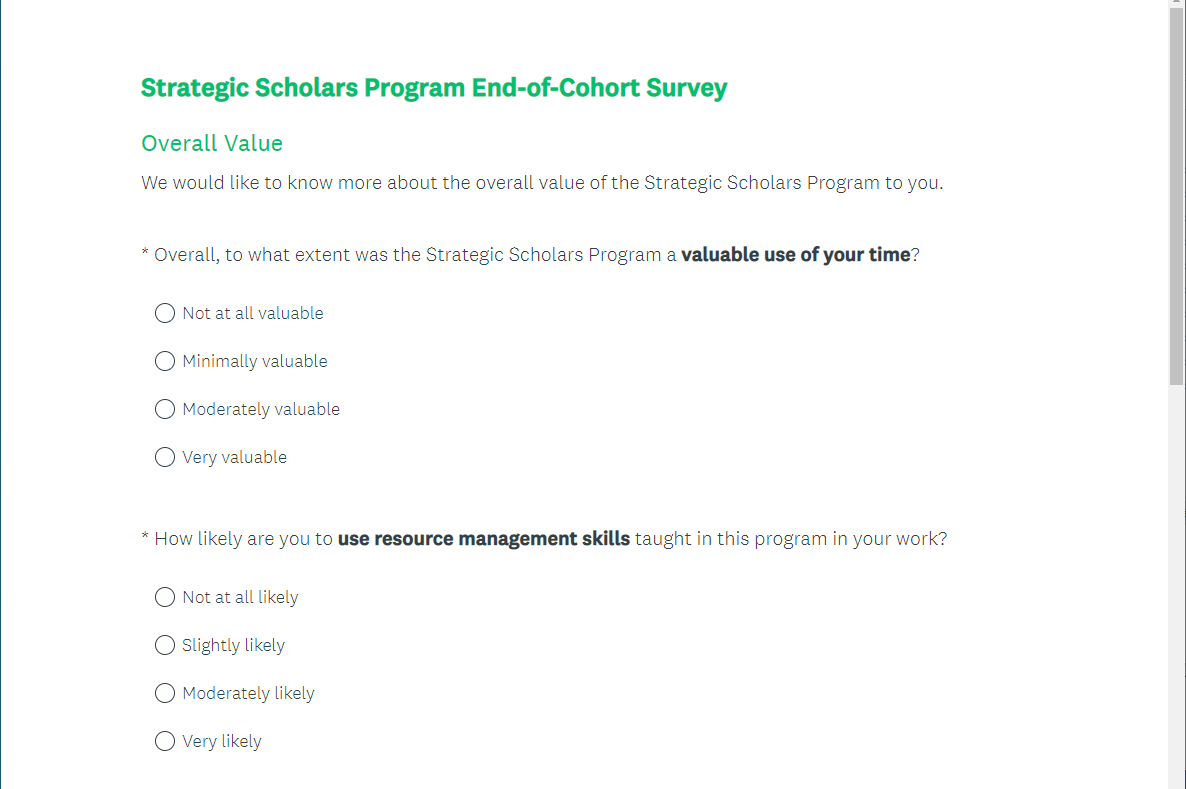 Strategic Scholars Program End-of-Cohort Survey
Overall Value
We would like to know more about the overall value of the Strategic Scholars Program to you.
* Overall, to what extent was the Strategic Scholars Program a valuable use of your time?
Not at all valuable
Minimally valuable
Moderately valuable
Very valuable
* How likely are you to use resource management skills taught in this program in your work?
Not at all likely
Slightly likely
Moderately likely
Very likely